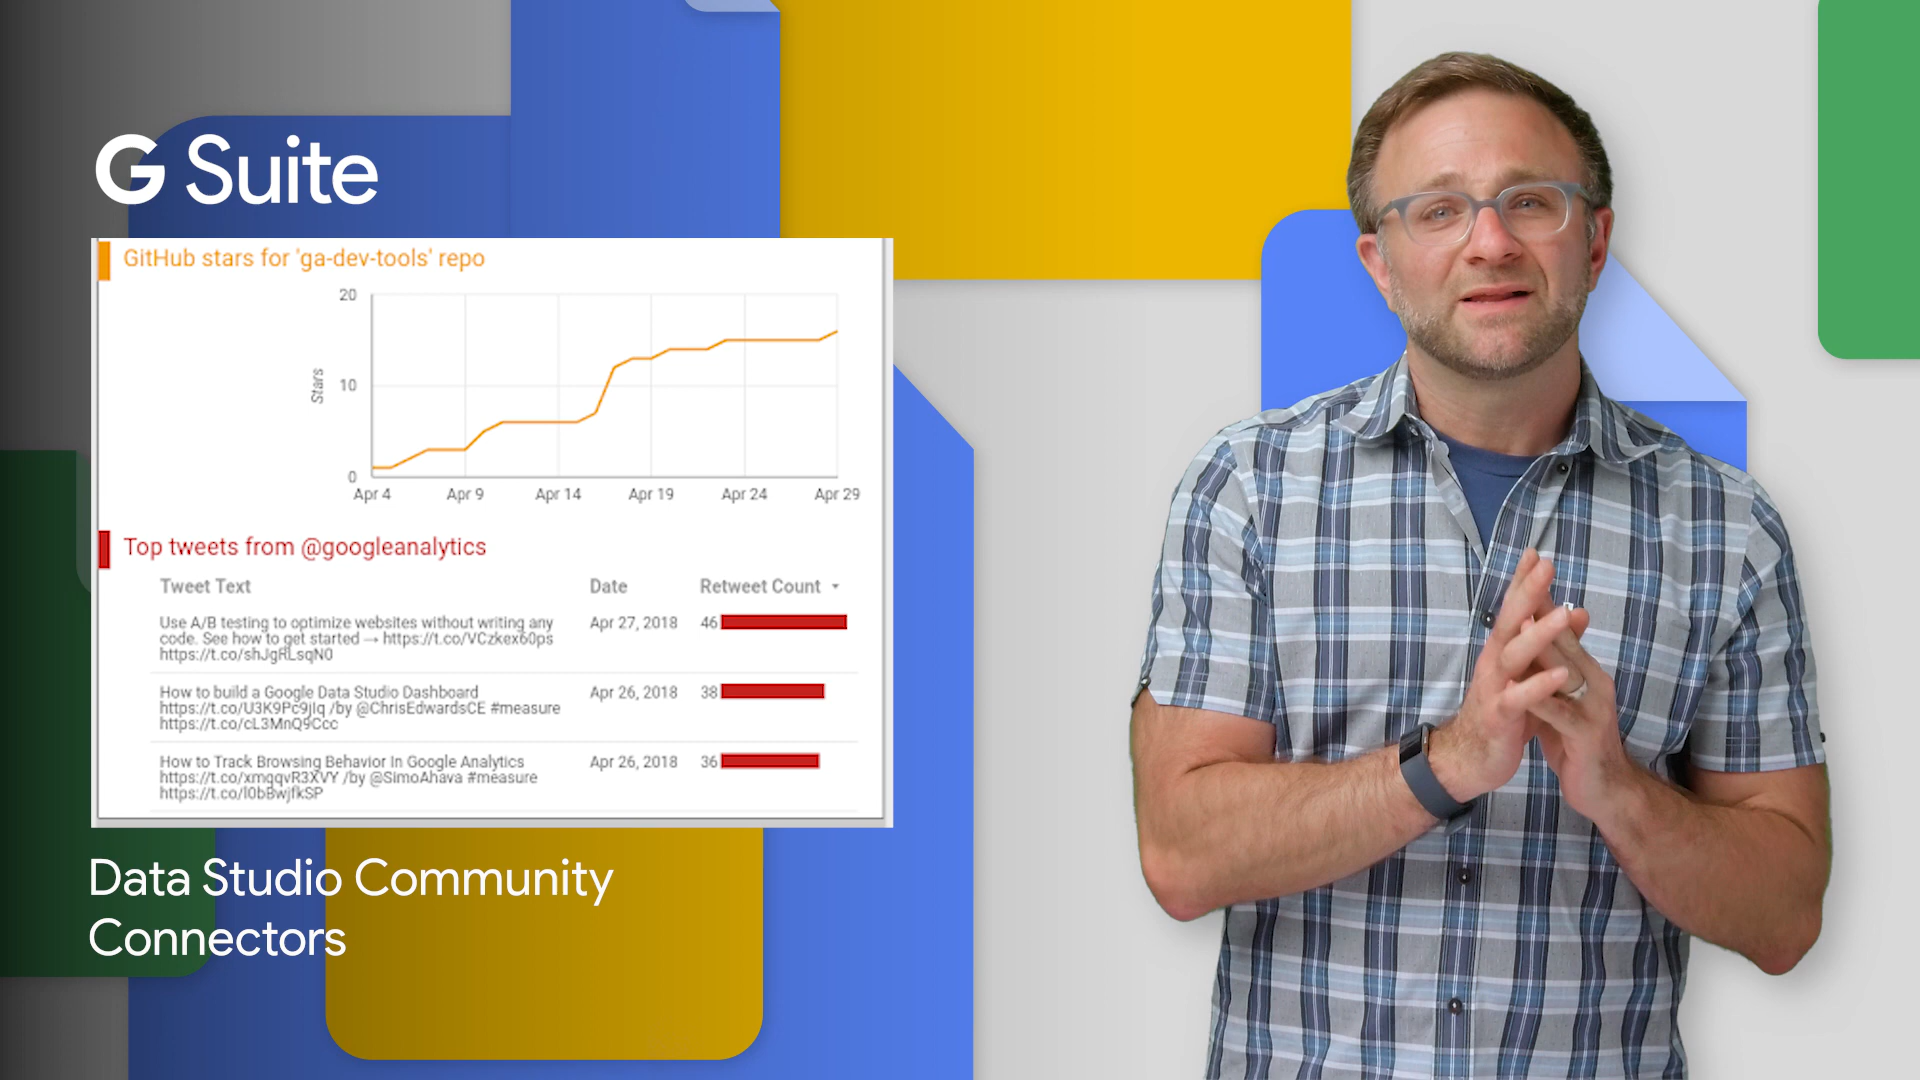 G Suite
GitHub stars for 'ga-dev-tools' repo
20
10
0
Stars
Apr 4 Apr 9 Apr 14 Apr 19 Apr 24 Apr 29
Top tweets from @googleanalytics
Tweet Text Date Retweet Count
Use A/B testing to optimize websites without writing any Apr 27, 2018 46
code. See how to get started → https://t.co/VCzkex60ps
https://t.co/shJgRLsqN0
How to build a Google Data Studio Dashboard Apr 26, 2018 38
https://t.co/U3K9Pc9jIq /by @ChrisEdwardsCE #measure
https://t.co/cL3MnQ9Ccc
How to Track Browsing Behavior In Google Analytics Apr 26, 2018 36
https://t.co/xmqqvR3XVY /by @SimoAhava #measure
https://t.co/l0bBwjfkSP
Data Studio Community
Connectors